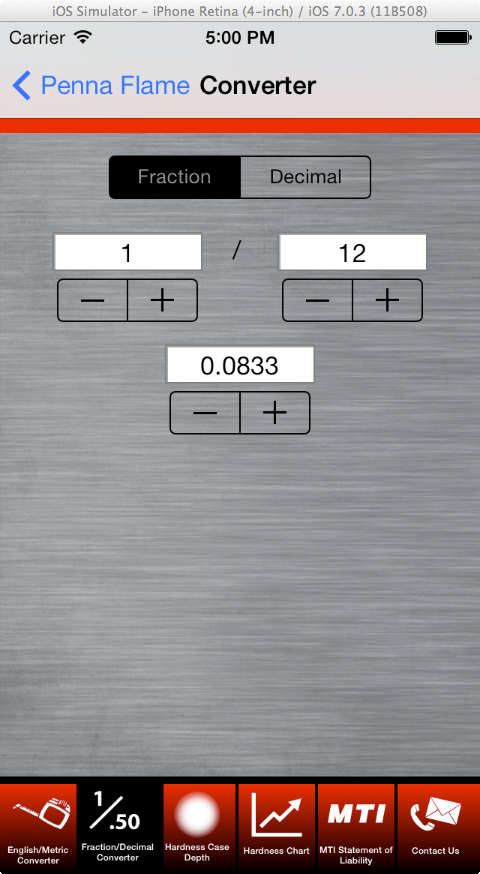 iOS Simulator – iPhone Retina (4-inch) / iOS 7.0.3 (11B508)
Carrier 5:00 PM
Penna Flame Converter
Fraction Decimal
1 / 12
− + − +
0.0833
− +
1/.50
MTI
English/Metric Converter
Fraction/Decimal Converter
Hardness Case Depth
Hardness Chart
MTI Statement of Liability
Contact Us